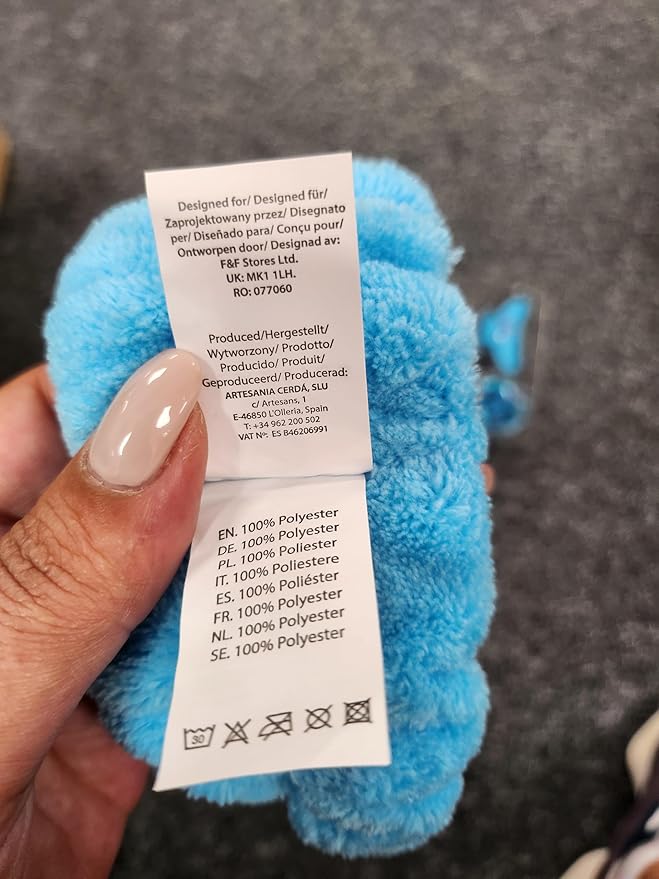 Designed for/ Designed für/
Zaprojektowany przez/ Disegnato
per/ Diseñado para/ Conçu pour/
Ontworpen door/ Designad av:
F&F Stores Ltd.
UK: MK1 1LH.
RO: 077060
Produced/Hergestellt/
Wytworzony/ Prodotto/
Producido/ Produit/
Geproduceerd/ Producerad:
ARTESANIA CERDÁ, SLU
c/ Artesans, 1
E-46850 L'Olleria, Spain
T: +34 962 200 502
VAT Nº: ES B46206991
EN. 100% Polyester
DE. 100% Polyester
PL. 100% Poliester
IT. 100% Poliestere
ES. 100% Poliéster
FR. 100% Polyester
NL. 100% Polyester
SE. 100% Polyester
30